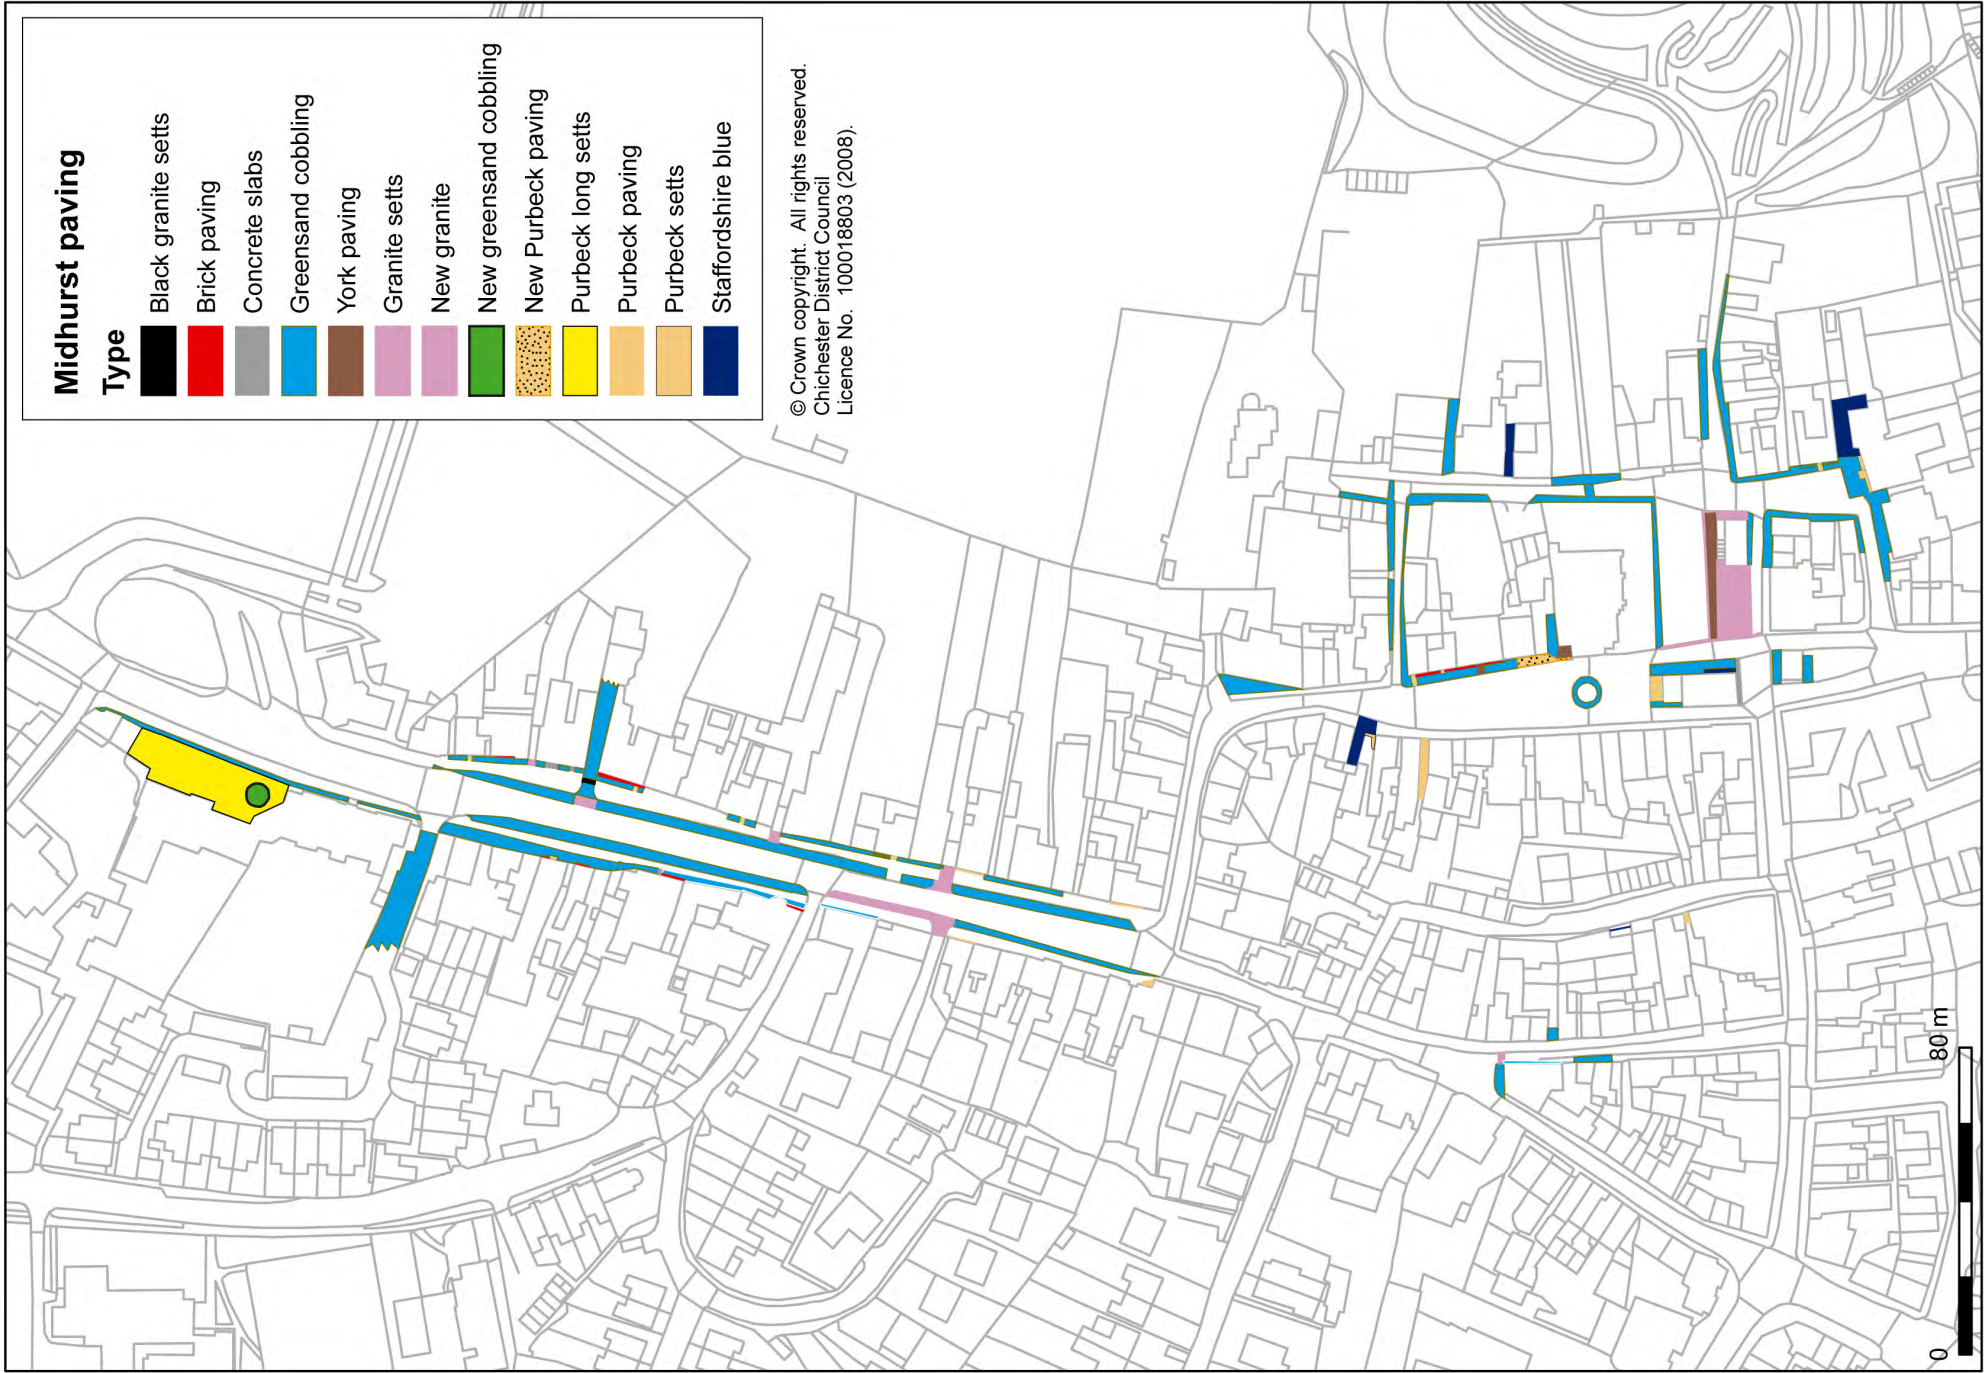 Midhurst paving
Type
Black granite setts
Brick paving
Concrete slabs
Greensand cobbling
York paving
Granite setts
New granite
New greensand cobbling
New Purbeck paving
Purbeck long setts
Purbeck paving
Purbeck setts
Staffordshire blue
© Crown copyright. All rights reserved.
Chichester District Council
Licence No. 100018803 (2008).
0 80 m